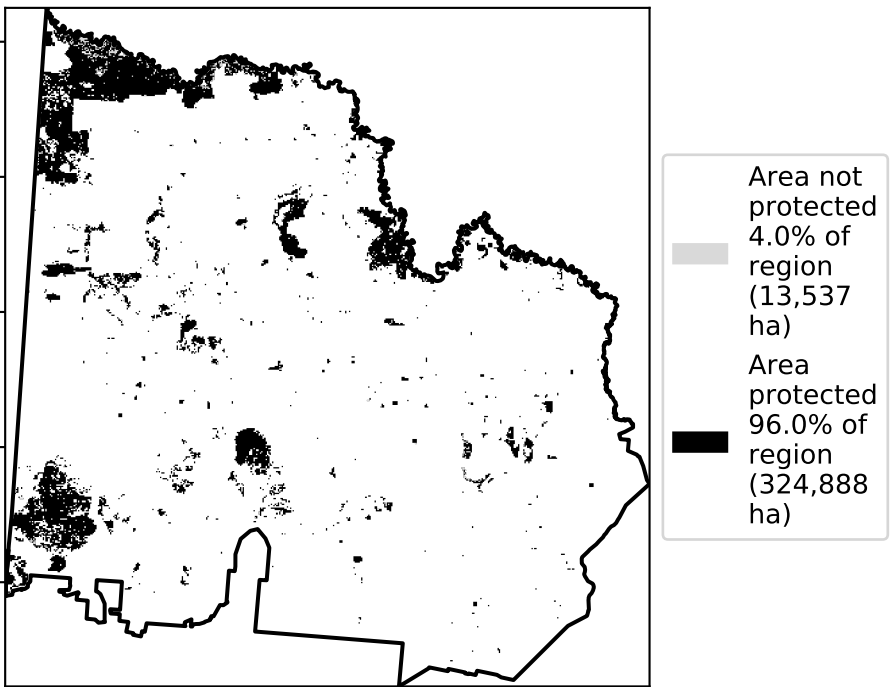 Area not
protected
4.0% of
region
(13,537
ha)
Area
protected
96.0% of
region
(324,888
ha)